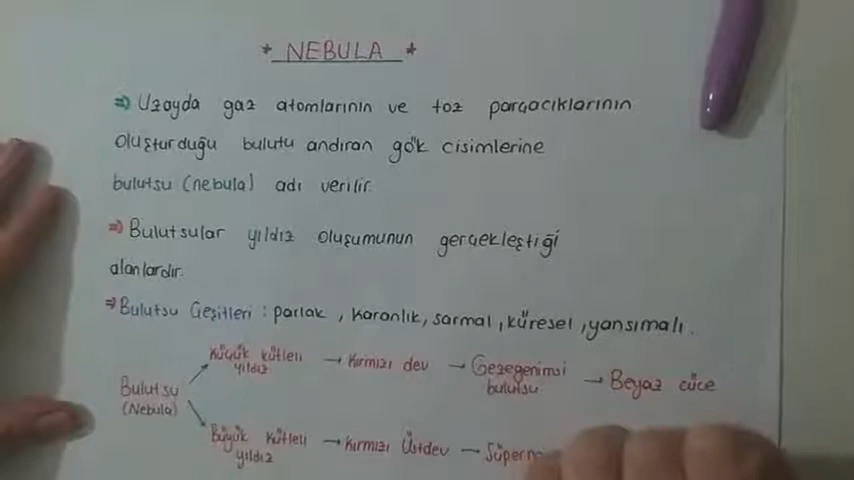 * NEBULA *
⇒ Uzayda gaz atomlarının ve toz parçacıklarının
oluşturduğu bulutu andıran gök cisimlerine
bulutsu (nebula) adı verilir.
⇒ Bulutsular yıldız oluşumunun gerçekleştiği
alanlardır.
⇒ Bulutsu Çeşitleri : parlak , karanlık, sarmal, küresel, yansımalı.
Küçük kütleli yıldız → Kırmızı dev → Gezegenimsi bulutsu → Beyaz cüce
Bulutsu
(Nebula)
Büyük kütleli yıldız → Kırmızı Üstdev →